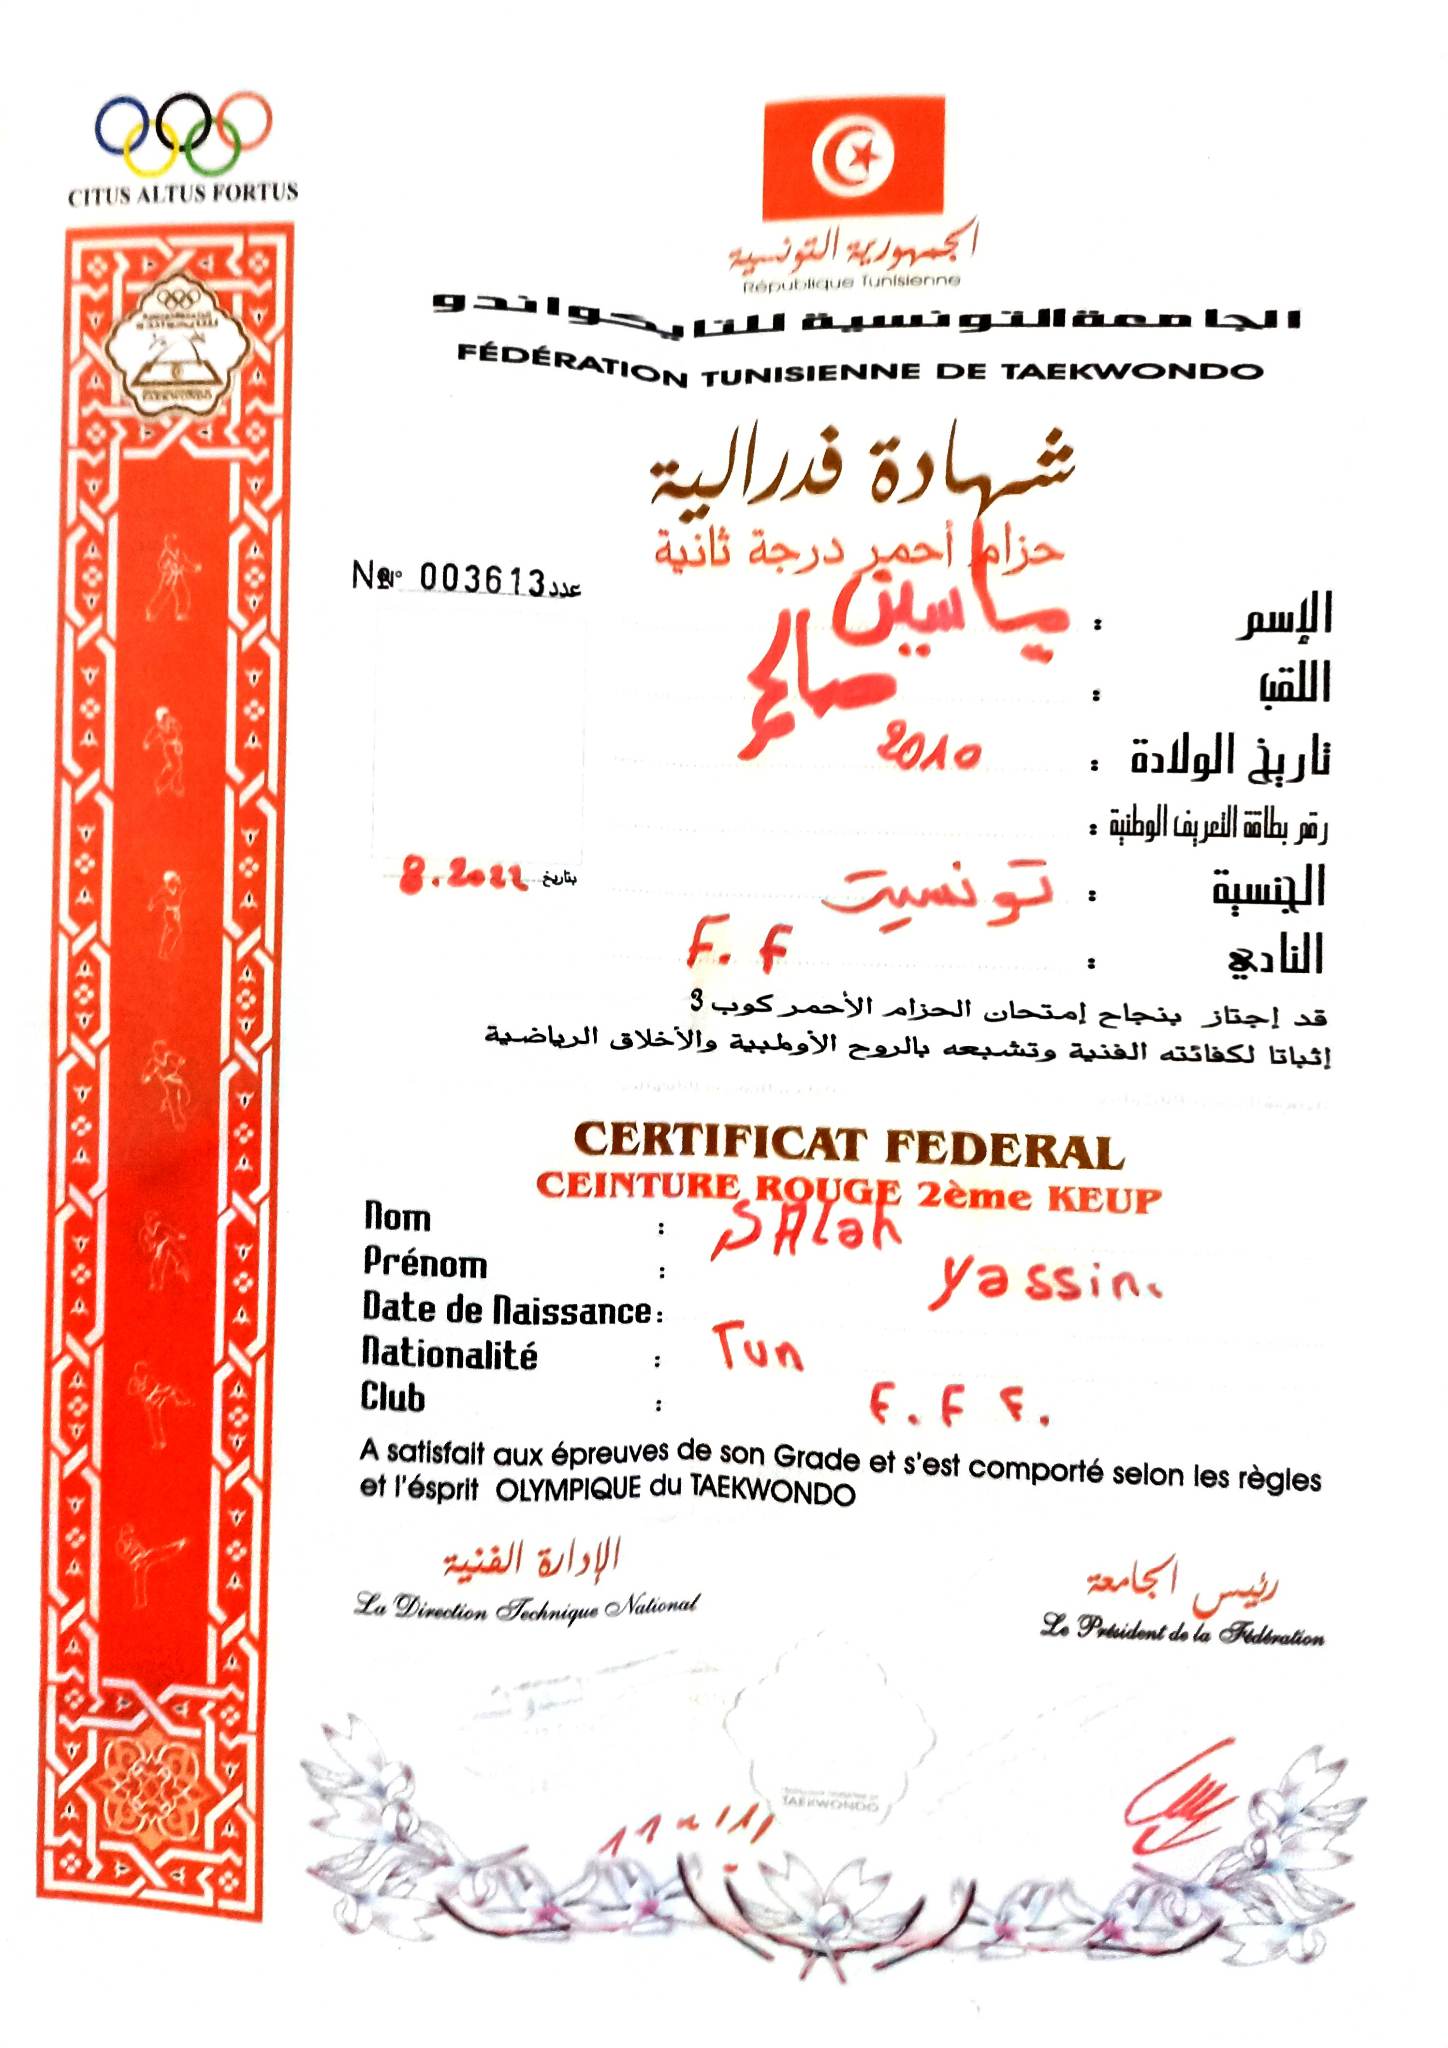 CITUS ALTUS FORTUS
الجمهورية التونسية
République Tunisienne
الجامعة التونسية للتايكواندو
FÉDÉRATION TUNISIENNE DE TAEKWONDO
شهادة فدرالية
حزام أحمر درجة ثانية
N° 003613 عدد
الإسم : ياسين
اللقب : صالح
تاريخ الولادة : 2010
رقم بطاقة التعريف الوطنية :
بتاريخ 8.2022
الجنسية : تونسية
النادي : F. F
قد إجتاز بنجاح إمتحان الحزام الأحمر كوب 3
إثباتا لكفائته الفنية وتشبعه بالروح الأولمبية والأخلاق الرياضية
CERTIFICAT FEDERAL
CEINTURE ROUGE 2ème KEUP
Nom : SALah
Prénom : Yassin.
Date de Naissance :
Nationalité : Tun
Club : F. F F.
A satisfait aux épreuves de son Grade et s'est comporté selon les règles
et l'ésprit OLYMPIQUE du TAEKWONDO
الإدارة الفنية
La Direction Technique National
رئيس الجامعة
Le Président de la Fédération
TAEKWONDO